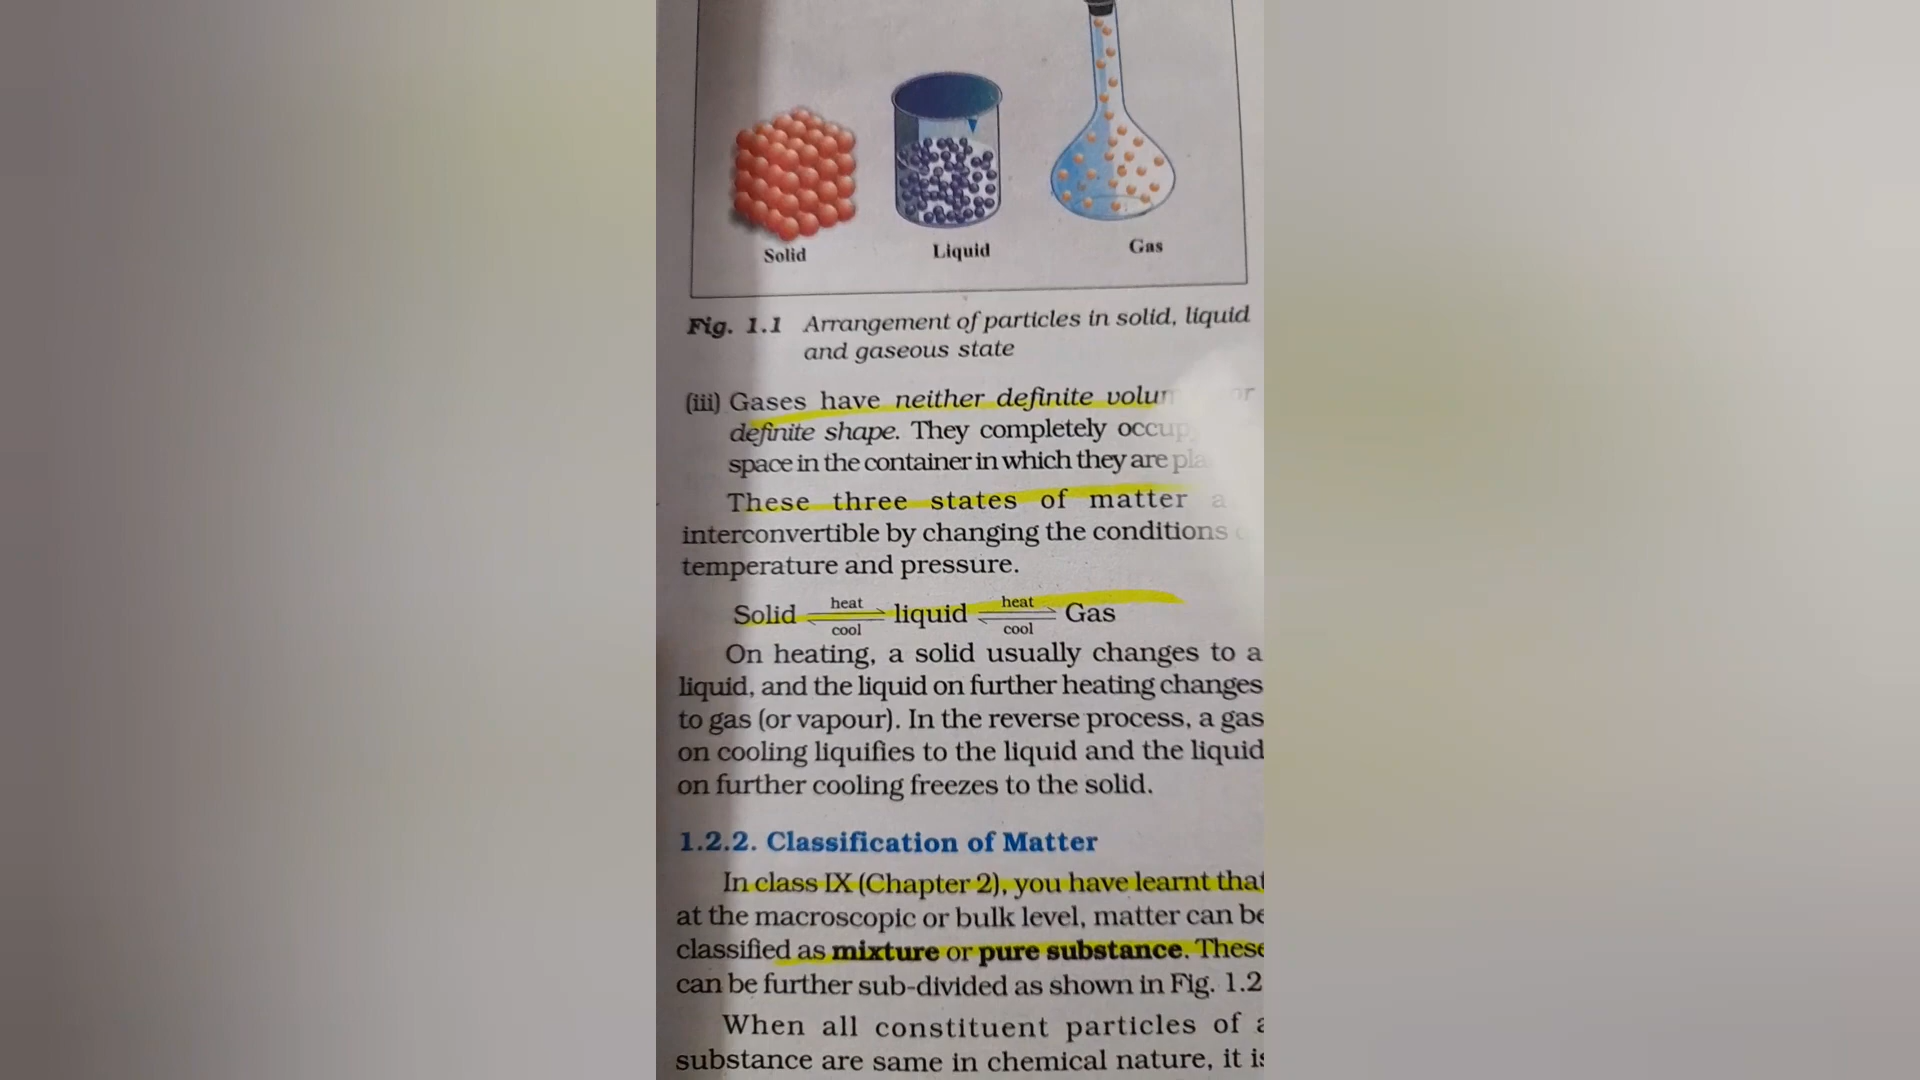 Solid
Liquid
Gas
Fig. 1.1 Arrangement of particles in solid, liquid
and gaseous state
(iii) Gases have neither definite
definite shape. They completely
space in the container in which they are
These three states of matter
interconvertible by changing the conditions
temperature and pressure.
Solid heat cool liquid heat cool Gas
On heating, a solid usually changes to a
liquid, and the liquid on further heating changes
to gas (or vapour). In the reverse process, a gas
on cooling liquifies to the liquid and the liquid
on further cooling freezes to the solid.
1.2.2. Classification of Matter
In class IX (Chapter 2), you have learnt that
at the macroscopic or bulk level, matter can be
classified as mixture or pure substance. These
can be further sub-divided as shown in Fig. 1.2
When all constituent particles of
substance are same in chemical nature, it